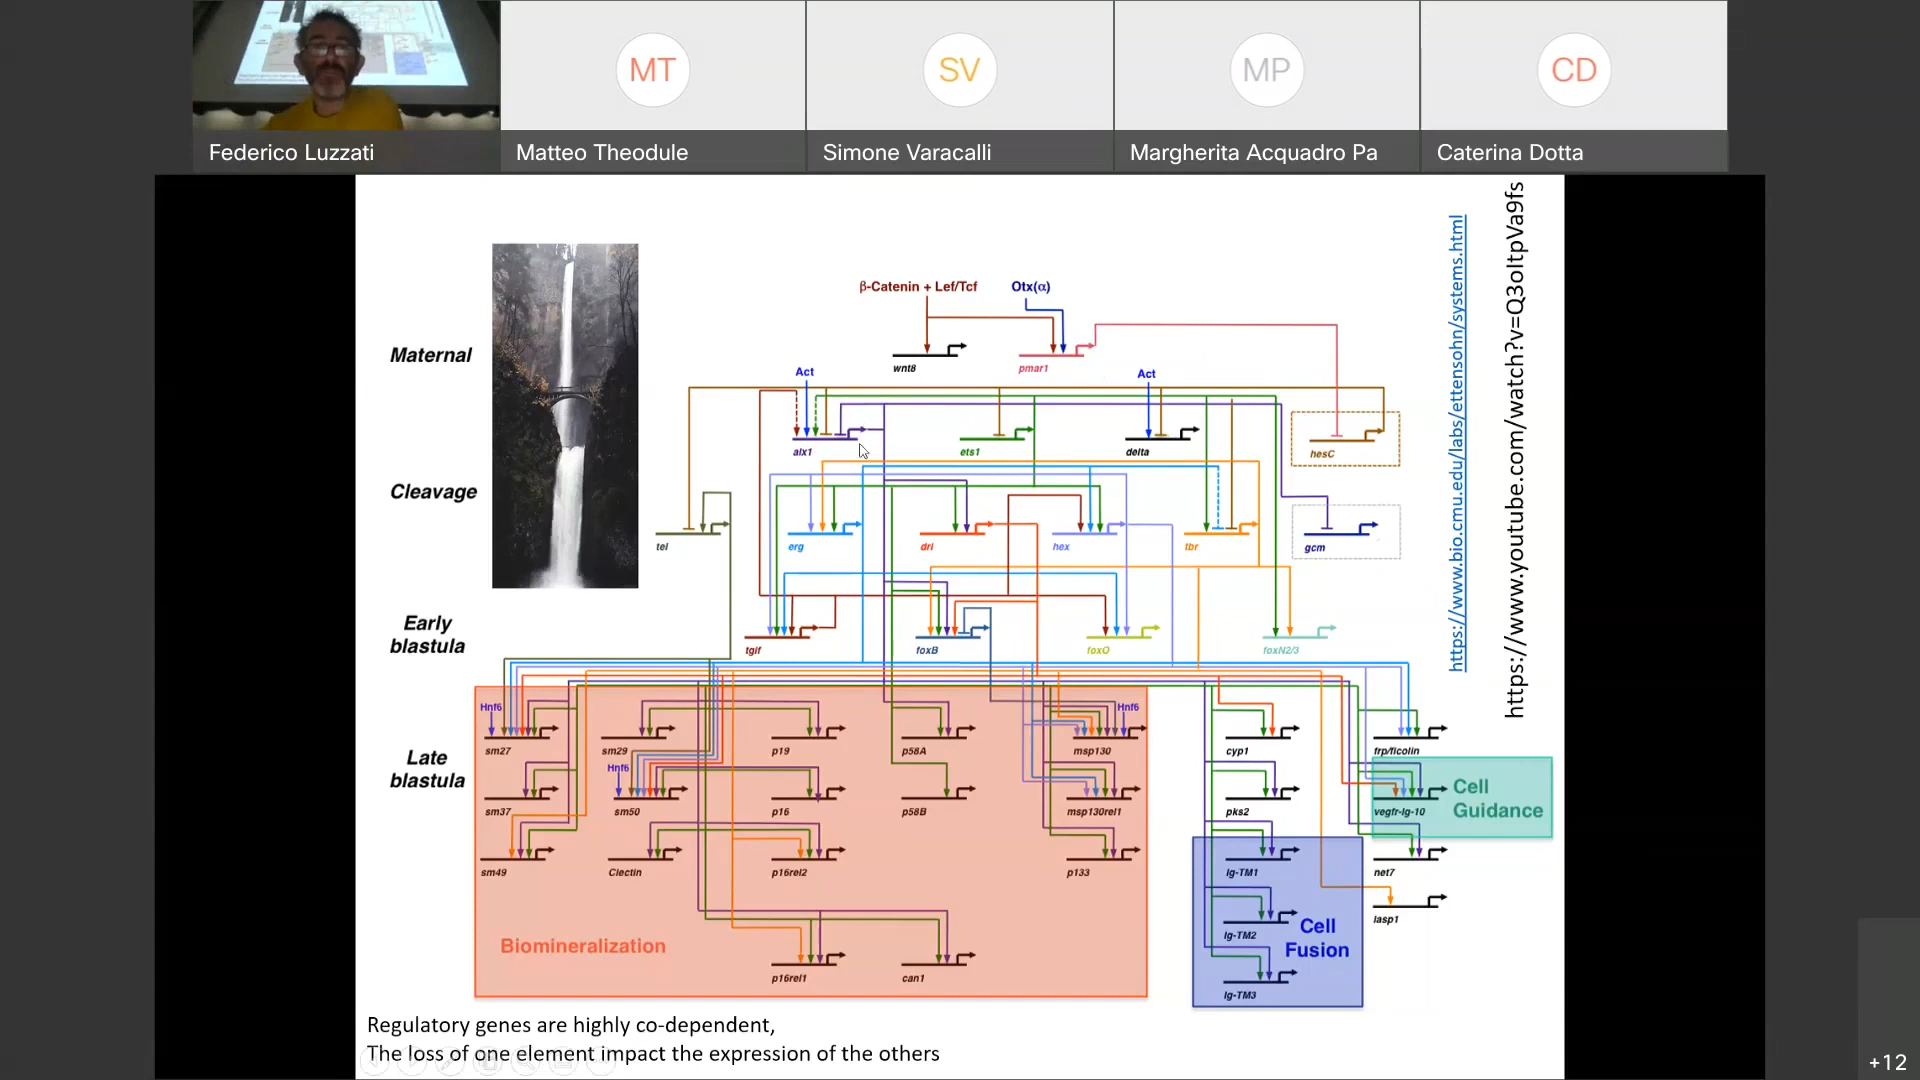 MT
SV
MP
CD
Federico Luzzati
Matteo Theodule
Simone Varacalli
Margherita Acquadro Pa
Caterina Dotta
https://www.bio.cmu.edu/labs/ettensohn/systems.html
https://www.youtube.com/watch?v=Q3oItpVa9fs
β-Catenin + Lef/Tcf
Otx(α)
Maternal
wnt8
pmar1
Act
Act
alx1
ets1
delta
hesC
Cleavage
tel
erg
dri
hex
tbr
gcm
Early
blastula
tgif
foxB
foxO
foxN2/3
Late
blastula
Hnf6
Hnf6
sm27
sm29
p19
p58A
msp130
cyp1
frp/ficolin
Hnf6
sm37
sm50
p16
p58B
msp130rel1
pks2
vegfr-Ig-10
Cell
Guidance
sm49
Clectin
p16rel2
p133
Ig-TM1
net7
lasp1
Ig-TM2
Cell
Fusion
Biomineralization
p16rel1
can1
Ig-TM3
Regulatory genes are highly co-dependent,
The loss of one element impact the expression of the others
+12